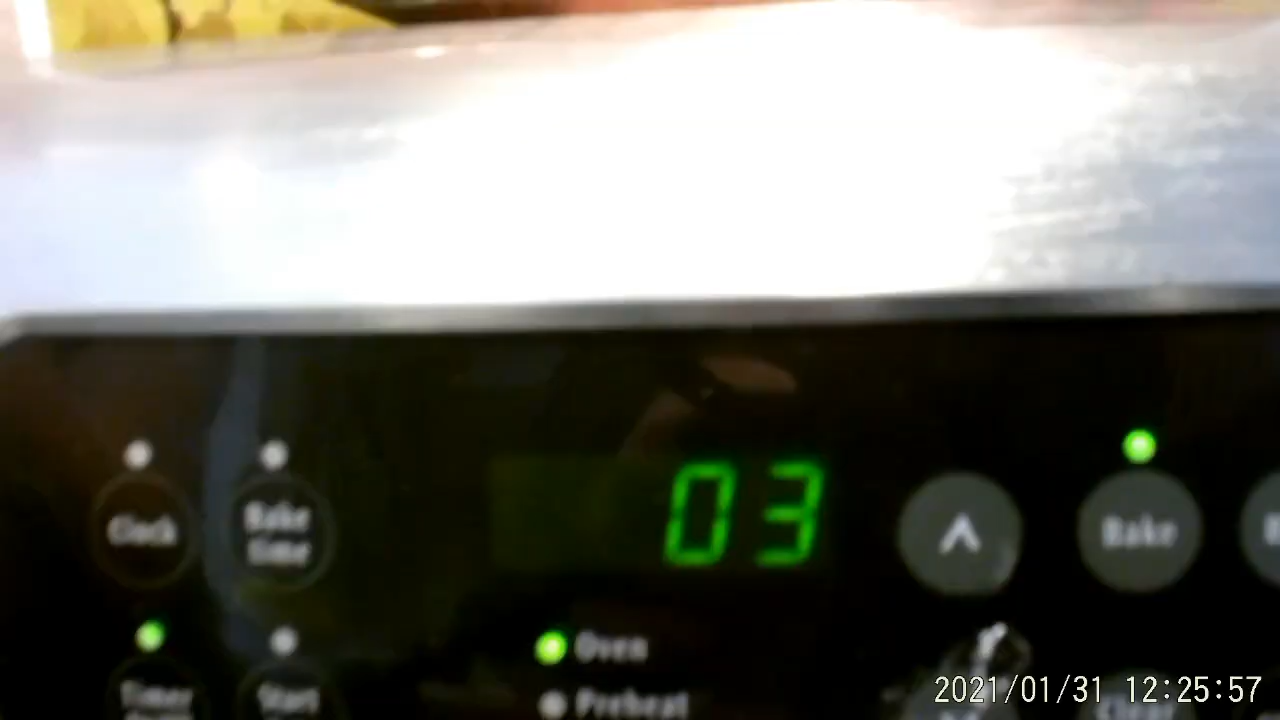 03
Clock
Bake
time
Bake
Oven
Timer
Start
Preheat
2021/01/31 12:25:57